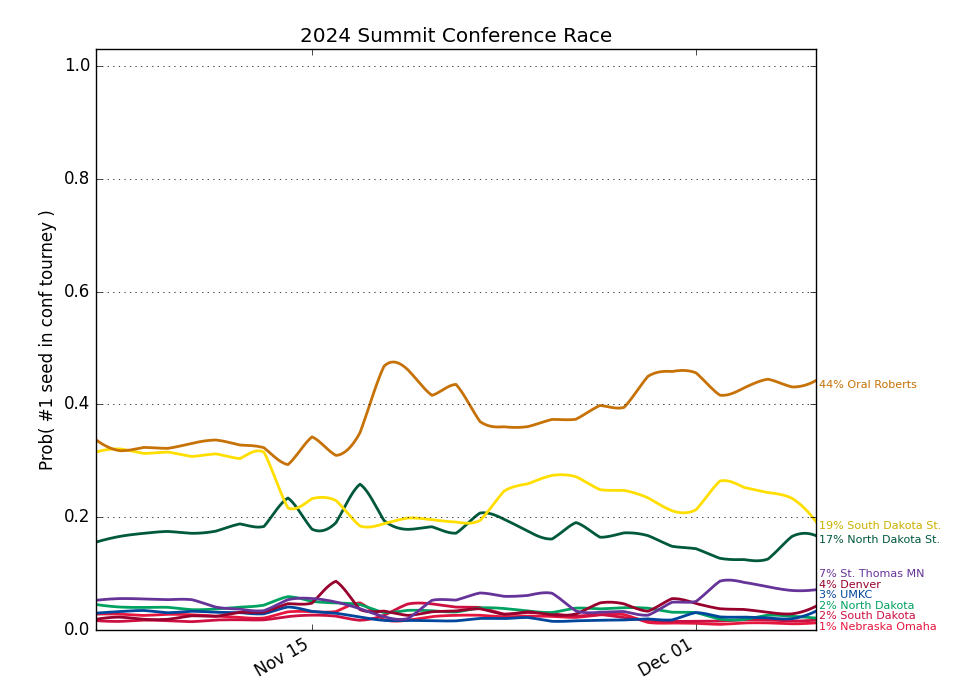 2024 Summit Conference Race
Prob( #1 seed in conf tourney )
1.0
0.8
0.6
0.4
0.2
0.0
Nov 15
Dec 01
44% Oral Roberts
19% South Dakota St.
17% North Dakota St.
7% St. Thomas MN
4% Denver
3% UMKC
2% North Dakota
2% South Dakota
1% Nebraska Omaha